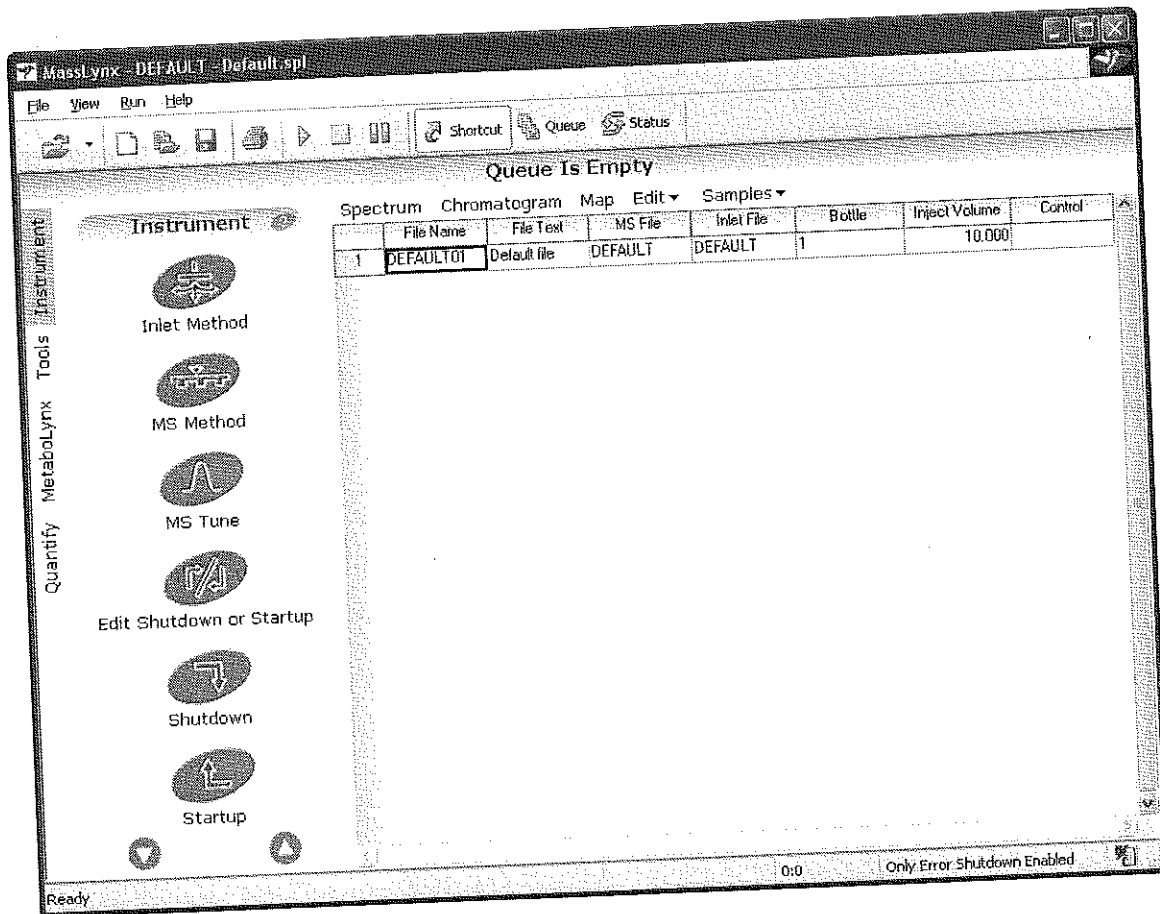 MassLynx - DEFAULT - Default.spl
File View Run Help
Shortcut Queue Status
Queue Is Empty
Instrument
Tools
MetaboLynx
Quantify
Instrument
Inlet Method
MS Method
MS Tune
Edit Shutdown or Startup
Shutdown
Startup
Spectrum Chromatogram Map Edit Samples
File Name File Text MS File Inlet File Bottle Inject Volume Control
1 DEFAULT01 Default file DEFAULT DEFAULT 1 10.000
Ready 0:0 Only Error Shutdown Enabled